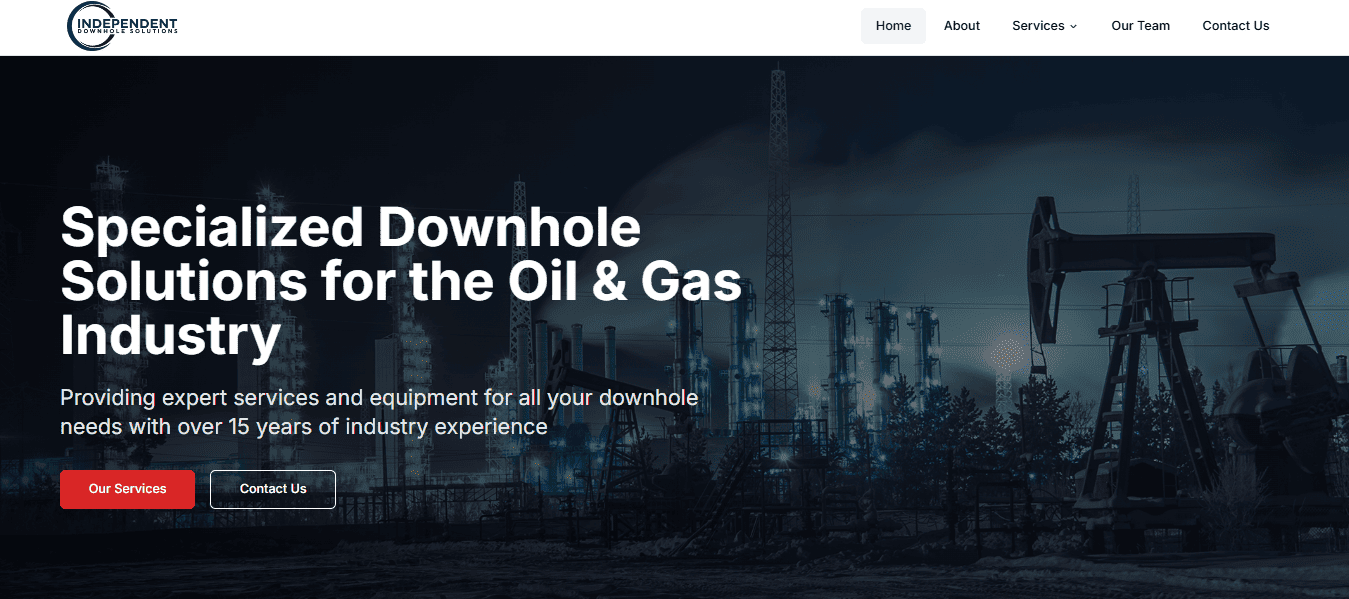 INDEPENDENT
DOWNHOLE SOLUTIONS
Home
About
Services
Our Team
Contact Us
Specialized Downhole
Solutions for the Oil & Gas
Industry
Providing expert services and equipment for all your downhole
needs with over 15 years of industry experience
Our Services
Contact Us